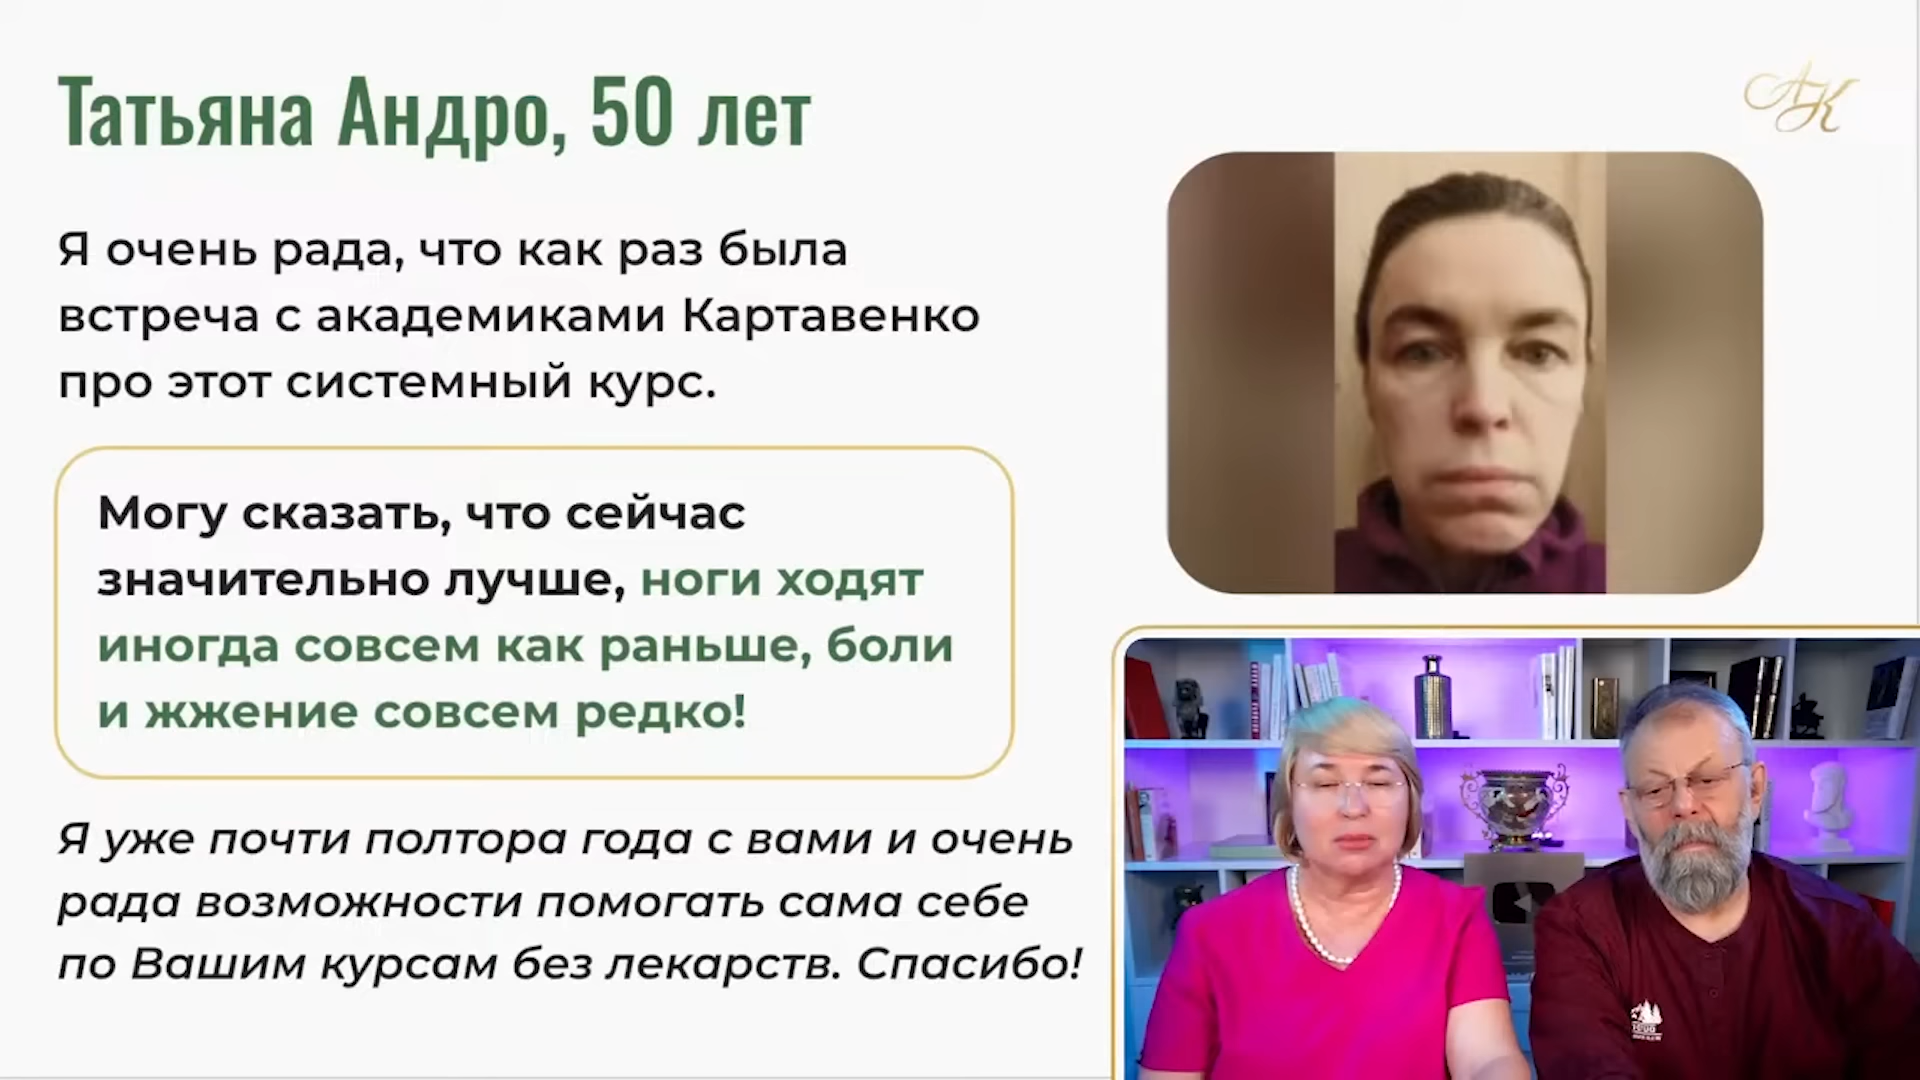 Татьяна Андро, 50 лет
АК
Я очень рада, что как раз была
встреча с академиками Картавенко
про этот системный курс.
Могу сказать, что сейчас
значительно лучше, ноги ходят
иногда совсем как раньше, боли
и жжение совсем редко!
Я уже почти полтора года с вами и очень
рада возможности помогать сама себе
по Вашим курсам без лекарств. Спасибо!